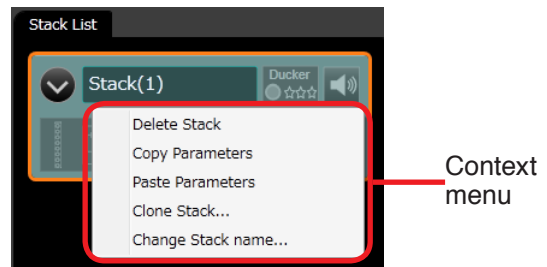 Stack List
Stack(1)
Ducker
Delete Stack
Copy Parameters
Paste Parameters
Clone Stack...
Change Stack name...
Context
menu